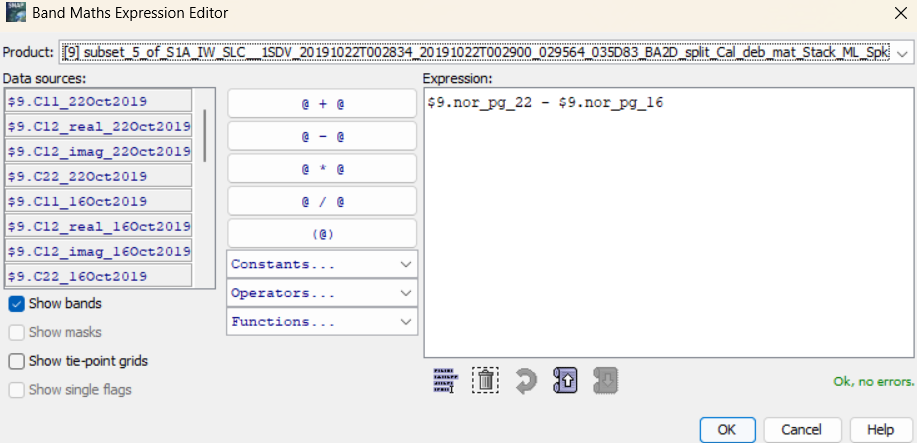 SNAP
Band Maths Expression Editor
Product: [9] subset_5_of_S1A_IW_SLC__1SDV_20191022T002834_20191022T002900_029564_035D83_BA2D_split_Cal_deb_mat_Stack_ML_Spk
Data sources:
Expression:
$9.C11_22Oct2019
$9.C12_real_22Oct2019
$9.C12_imag_22Oct2019
$9.C22_22Oct2019
$9.C11_16Oct2019
$9.C12_real_16Oct2019
$9.C12_imag_16Oct2019
$9.C22_16Oct2019
@ + @
@ - @
@ * @
@ / @
(@)
Constants...
Operators...
Functions...
$9.nor_pg_22 - $9.nor_pg_16
Show bands
Show masks
Show tie-point grids
Show single flags
Ok, no errors.
OK
Cancel
Help